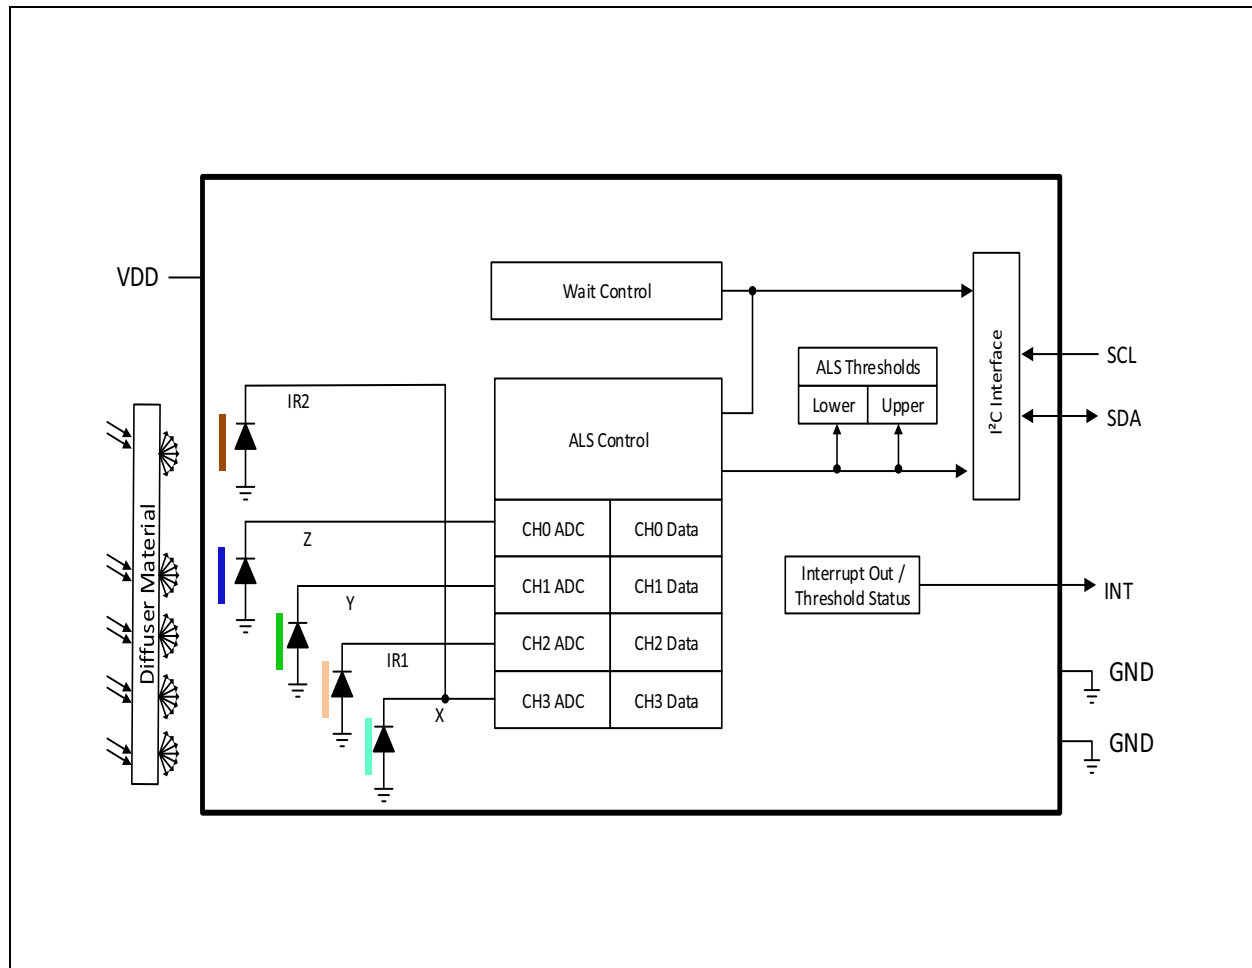 VDD
Wait Control
I²C Interface
SCL
SDA
ALS Thresholds
Lower
Upper
IR2
ALS Control
Diffuser Material
Z
CH0 ADC
CH0 Data
Y
CH1 ADC
CH1 Data
IR1
CH2 ADC
CH2 Data
X
CH3 ADC
CH3 Data
Interrupt Out /
Threshold Status
INT
GND
GND